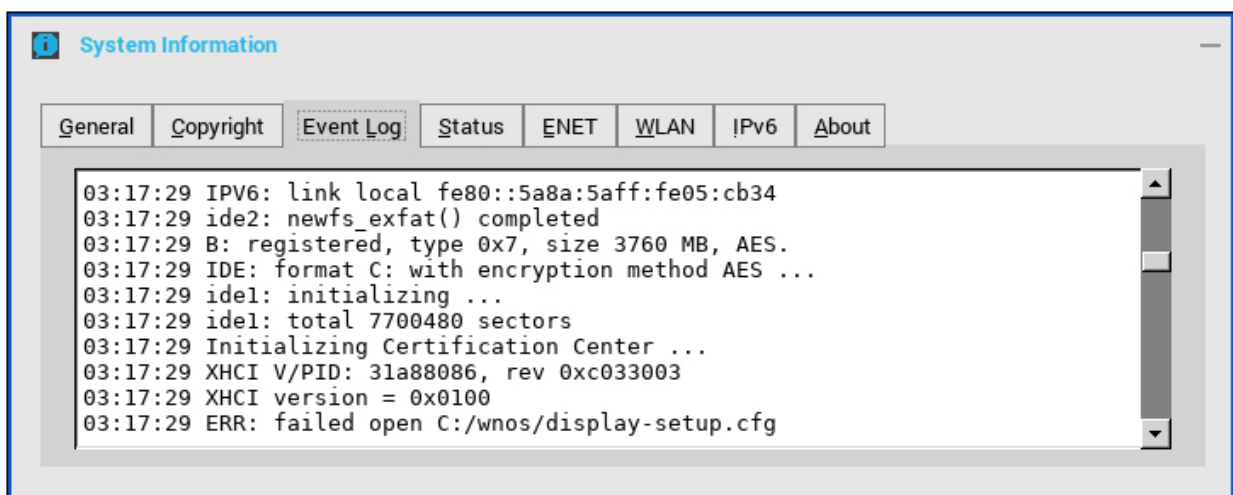 System Information
General Copyright Event Log Status ENET WLAN IPv6 About
03:17:29 IPV6: link local fe80::5a8a:5aff:fe05:cb34
03:17:29 ide2: newfs_exfat() completed
03:17:29 B: registered, type 0x7, size 3760 MB, AES.
03:17:29 IDE: format C: with encryption method AES ...
03:17:29 ide1: initializing ...
03:17:29 ide1: total 7700480 sectors
03:17:29 Initializing Certification Center ...
03:17:29 XHCI V/PID: 31a88086, rev 0xc033003
03:17:29 XHCI version = 0x0100
03:17:29 ERR: failed open C:/wnos/display-setup.cfg